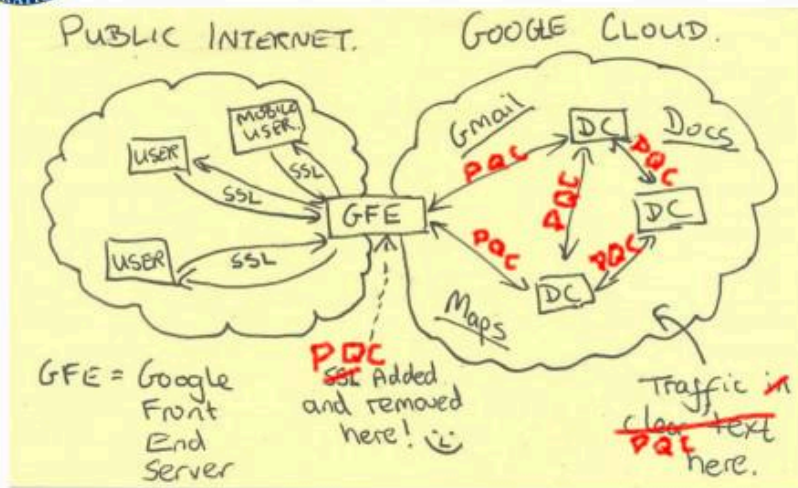 PUBLIC INTERNET.
GOOGLE CLOUD.
MOBILE
USER.
USER
SSL
SSL
GFE
USER
SSL
Gmail
DC
Docs
PQC
PQC
PQC
DC
PQC
PQC
DC
Maps
GFE = Google
Front
End
Server
PQC
SSL Added
and removed
here!
Traffic in
clear text
PQC
here.